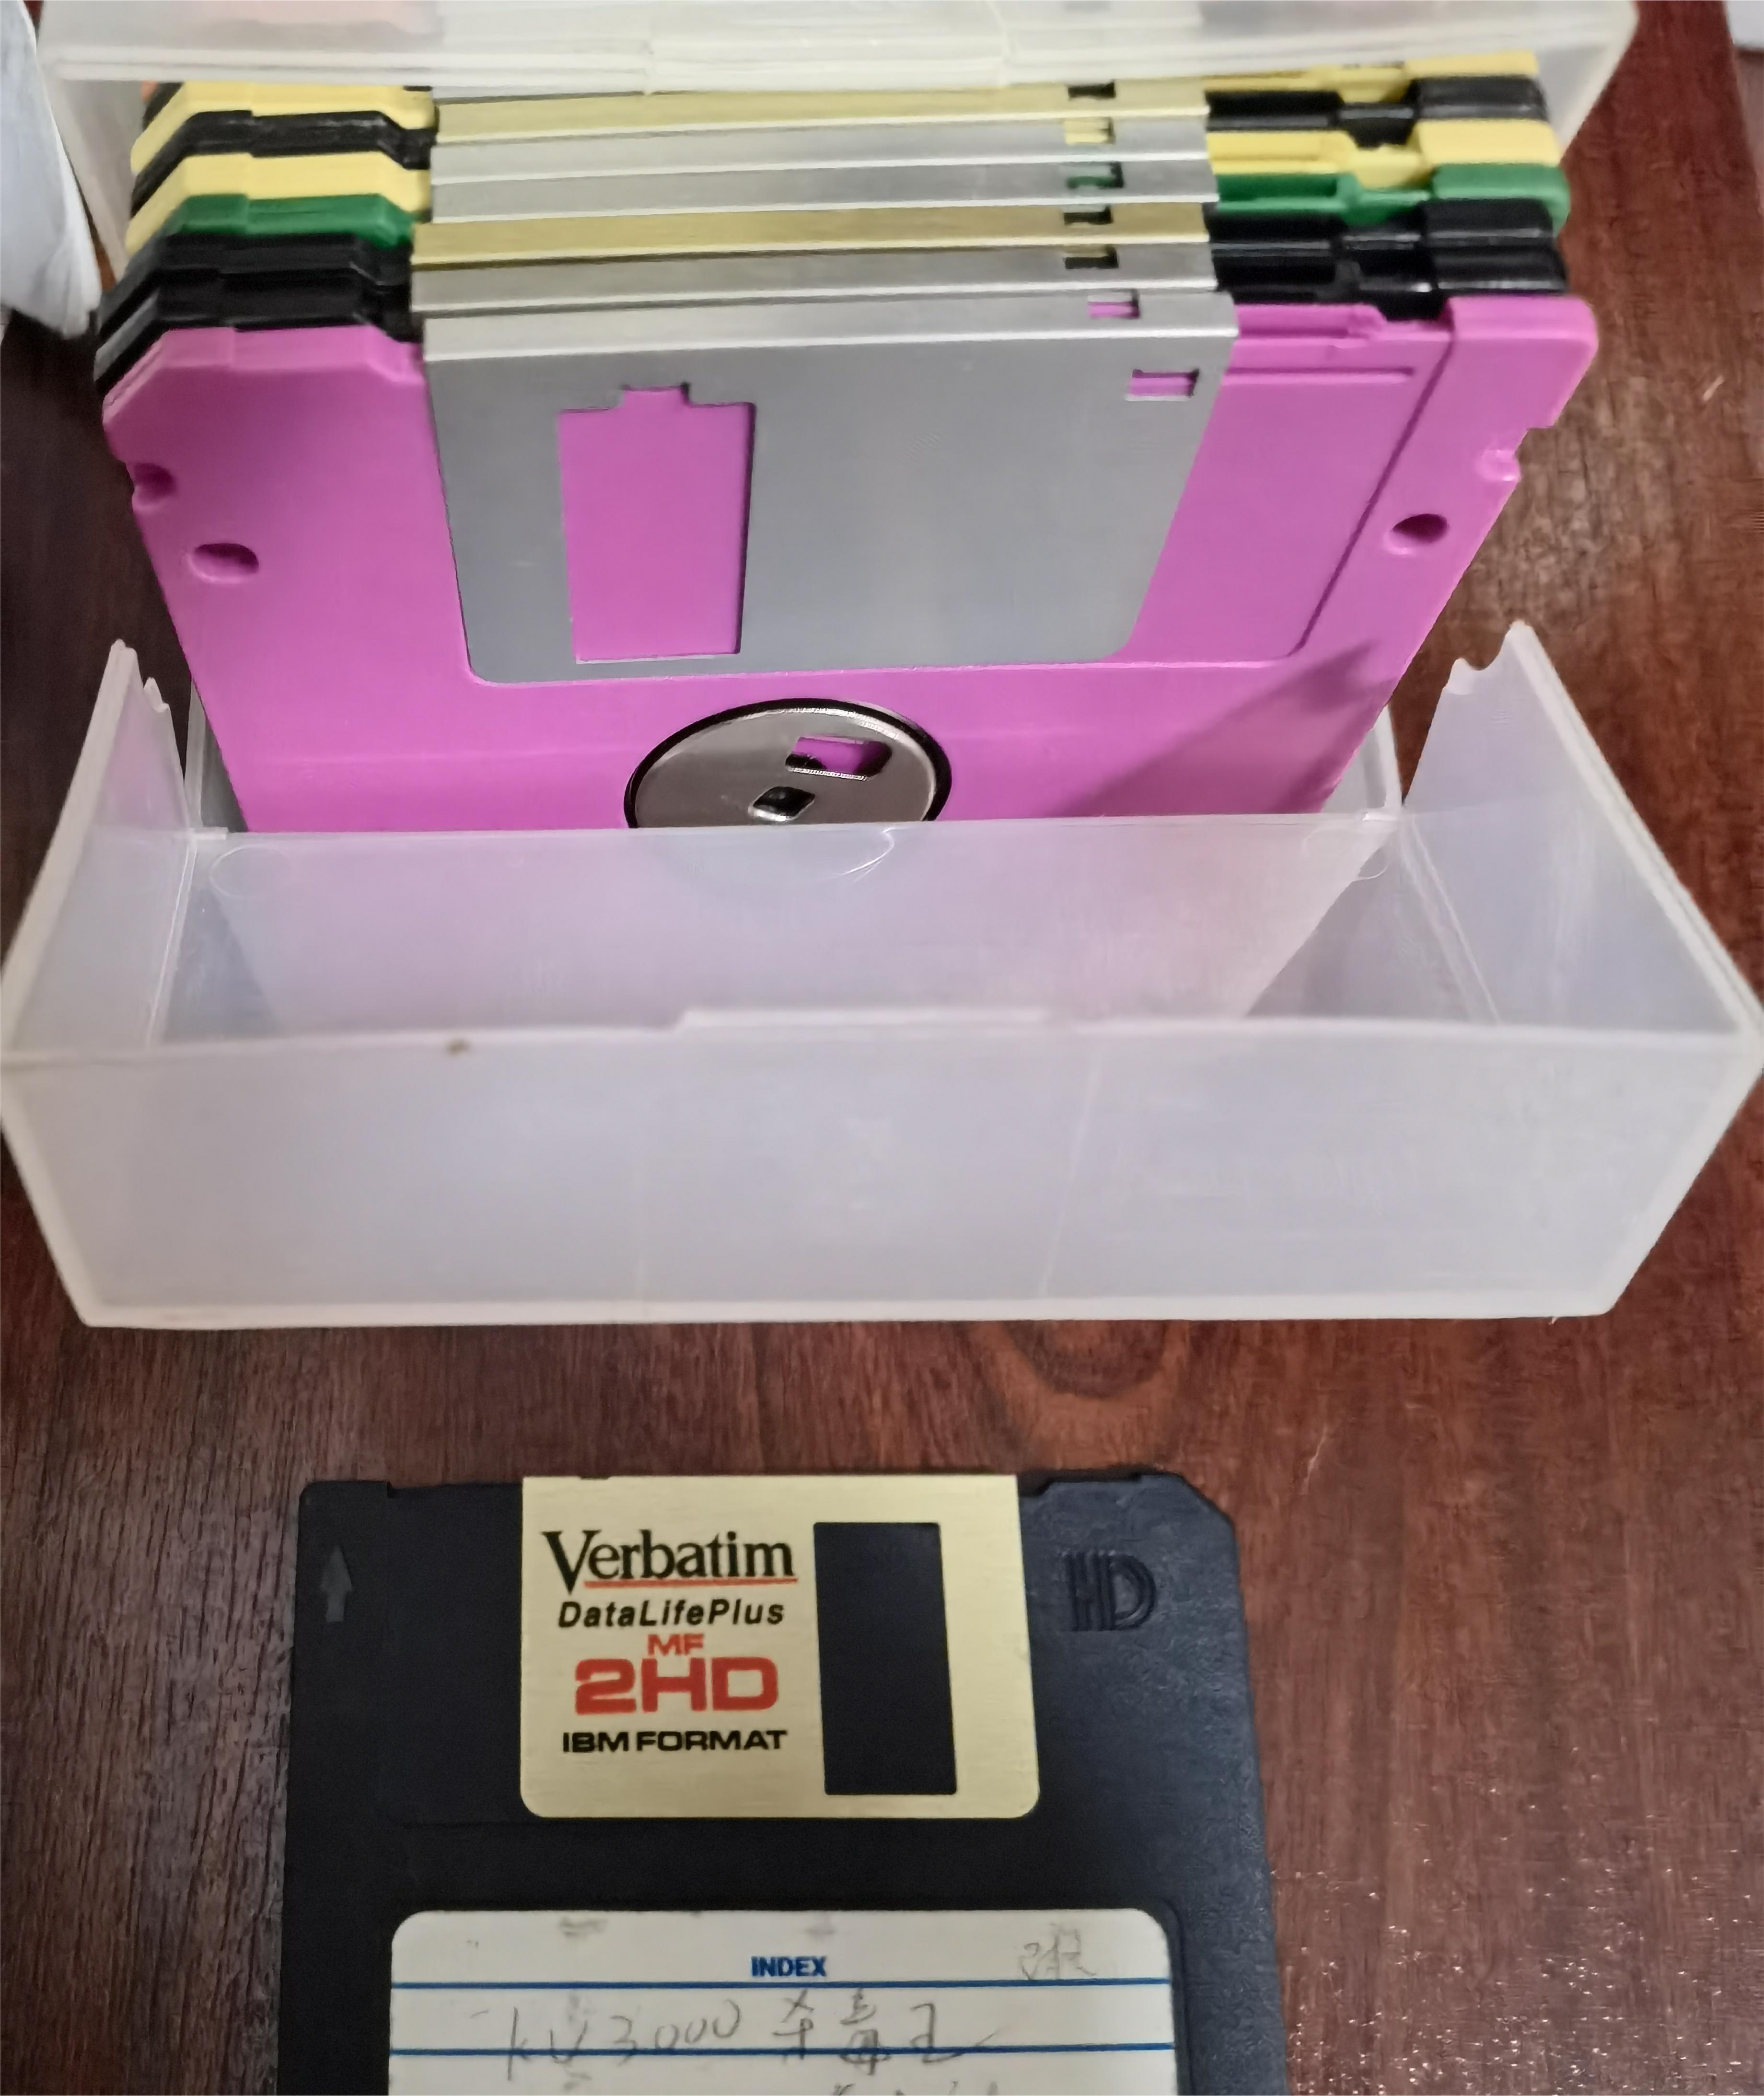 Verbatim
DataLifePlus
MF
2HD
IBM FORMAT
HD
INDEX
KV3000 杀毒王